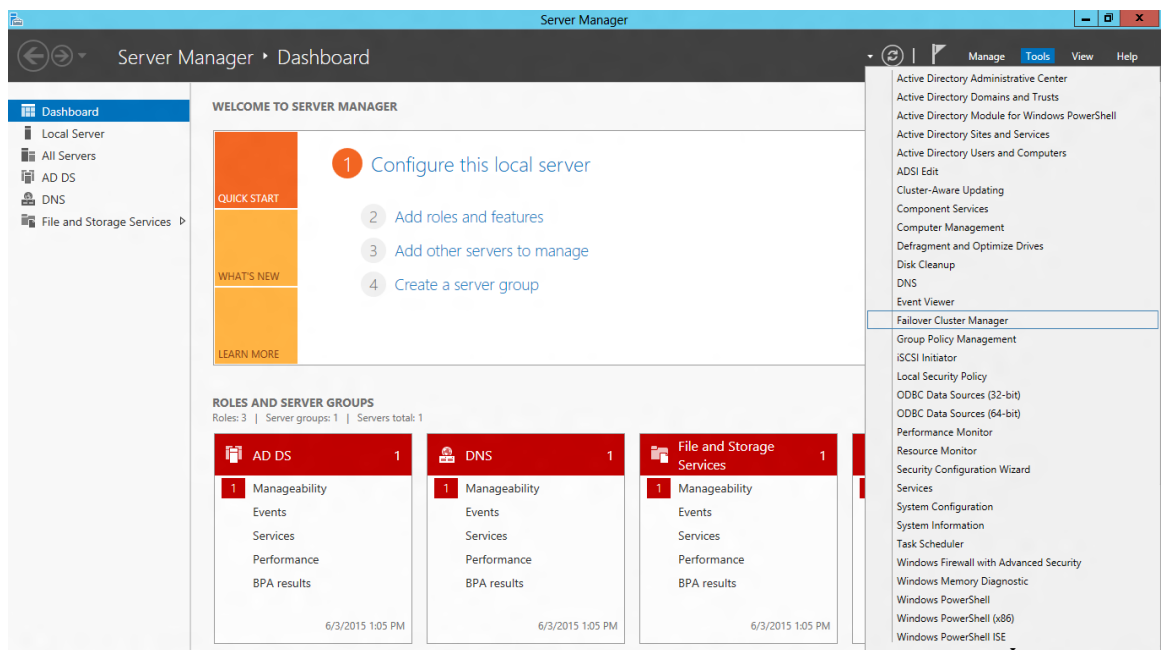 Server Manager
Server Manager • Dashboard
Manage Tools View Help
Dashboard
Local Server
All Servers
AD DS
DNS
File and Storage Services
WELCOME TO SERVER MANAGER
QUICK START
WHAT'S NEW
LEARN MORE
1 Configure this local server
2 Add roles and features
3 Add other servers to manage
4 Create a server group
ROLES AND SERVER GROUPS
Roles: 3 | Server groups: 1 | Servers total: 1
AD DS 1
1 Manageability
Events
Services
Performance
BPA results
6/3/2015 1:05 PM
DNS 1
1 Manageability
Events
Services
Performance
BPA results
6/3/2015 1:05 PM
File and Storage
Services 1
1 Manageability
Events
Services
Performance
BPA results
6/3/2015 1:05 PM
Active Directory Administrative Center
Active Directory Domains and Trusts
Active Directory Module for Windows PowerShell
Active Directory Sites and Services
Active Directory Users and Computers
ADSI Edit
Cluster-Aware Updating
Component Services
Computer Management
Defragment and Optimize Drives
Disk Cleanup
DNS
Event Viewer
Failover Cluster Manager
Group Policy Management
iSCSI Initiator
Local Security Policy
ODBC Data Sources (32-bit)
ODBC Data Sources (64-bit)
Performance Monitor
Resource Monitor
Security Configuration Wizard
Services
System Configuration
System Information
Task Scheduler
Windows Firewall with Advanced Security
Windows Memory Diagnostic
Windows PowerShell
Windows PowerShell (x86)
Windows PowerShell ISE